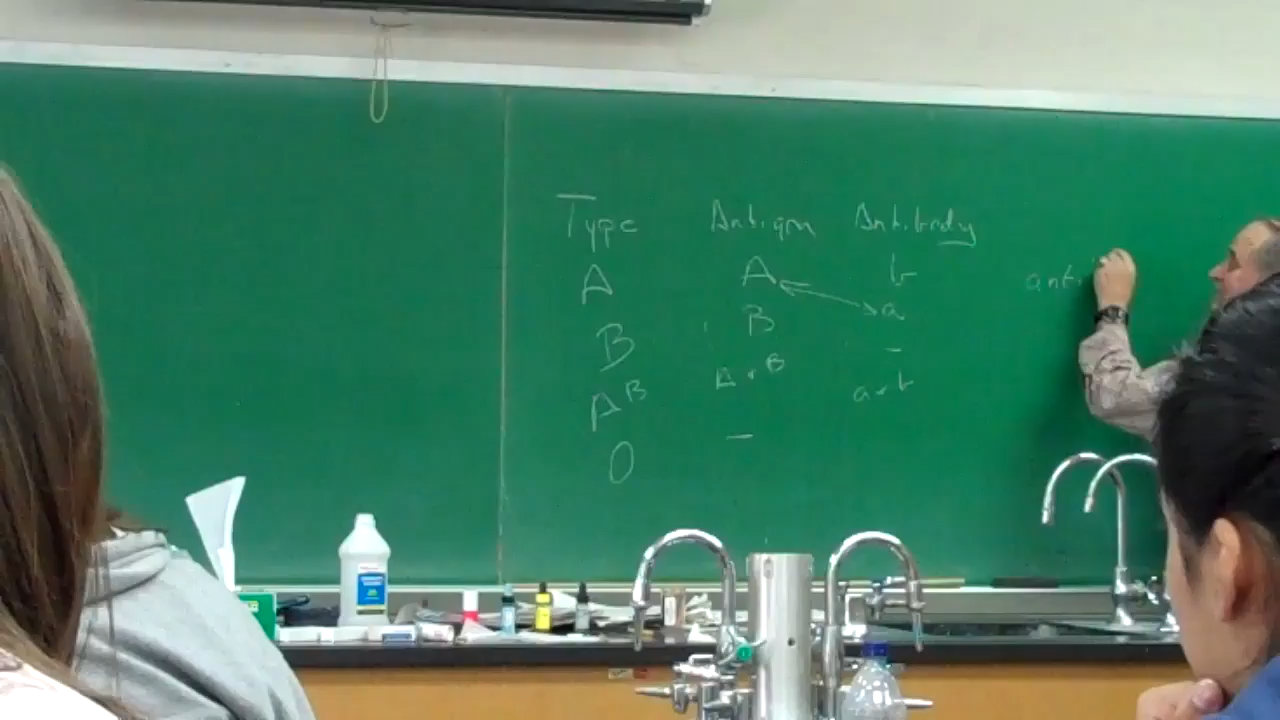 Type Antigen Antibody
A A b
B B a
AB A + B –
O – a + b
anti